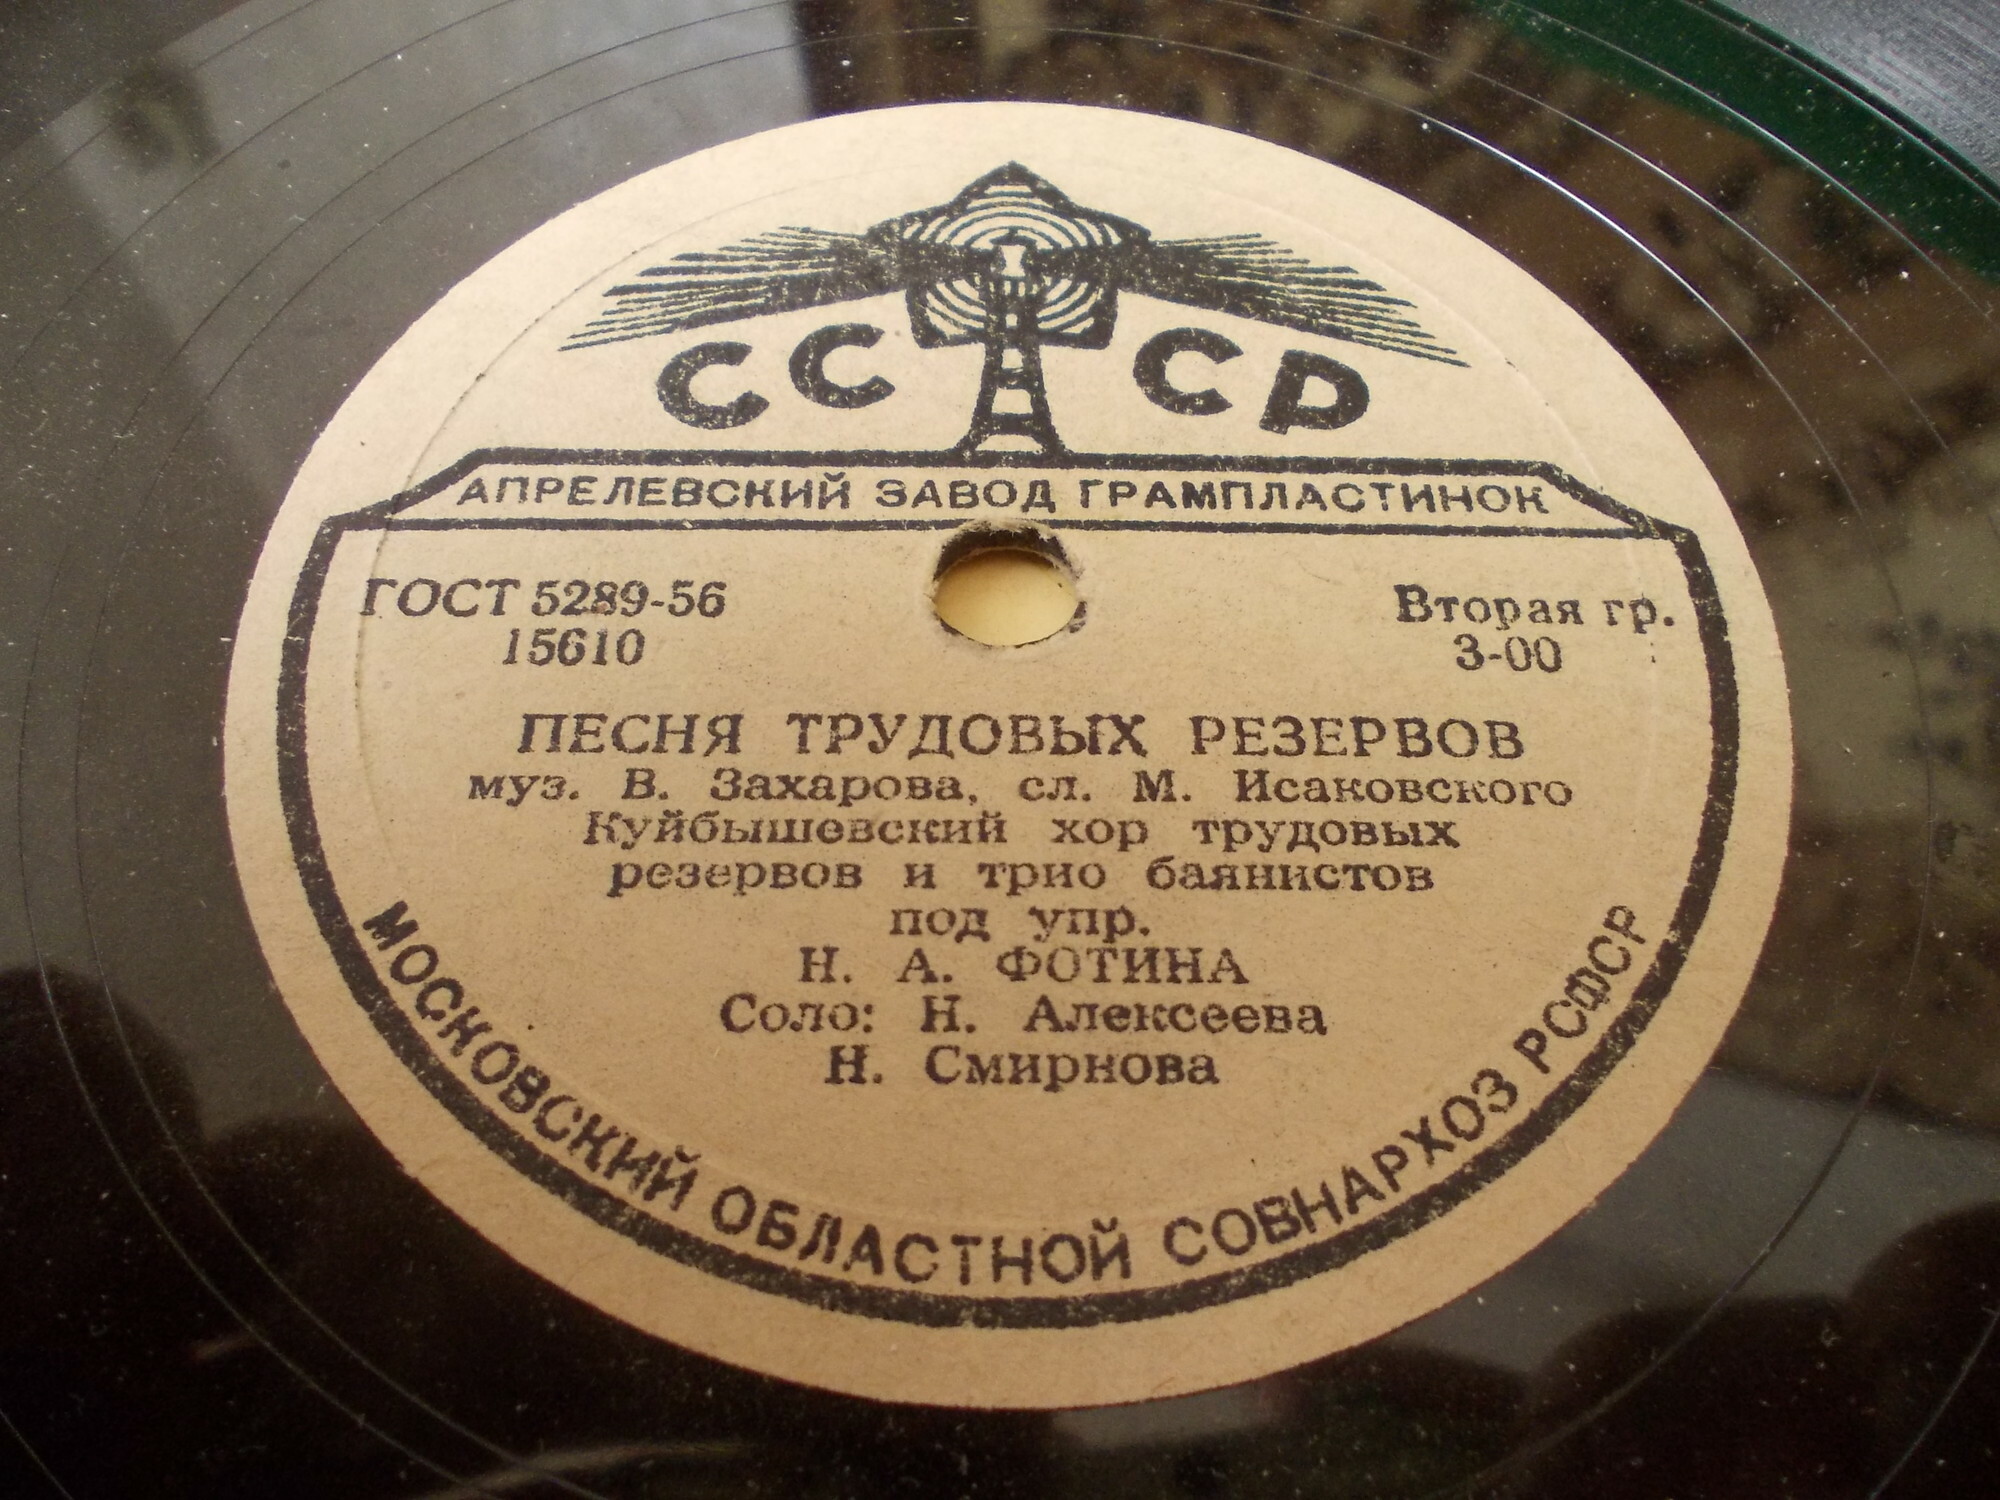 СССР
АПРЕЛЕВСКИЙ ЗАВОД ГРАМПЛАСТИНОК
ГОСТ 5289-56
15610
Вторая гр.
3-00
ПЕСНЯ ТРУДОВЫХ РЕЗЕРВОВ
муз. В. Захарова, сл. М. Исаковского
Куйбышевский хор трудовых
резервов и трио баянистов
под упр.
Н. А. ФОТИНА
Соло: Н. Алексеева
Н. Смирнова
МОСКОВСКИЙ ОБЛАСТНОЙ СОВНАРХОЗ РСФСР